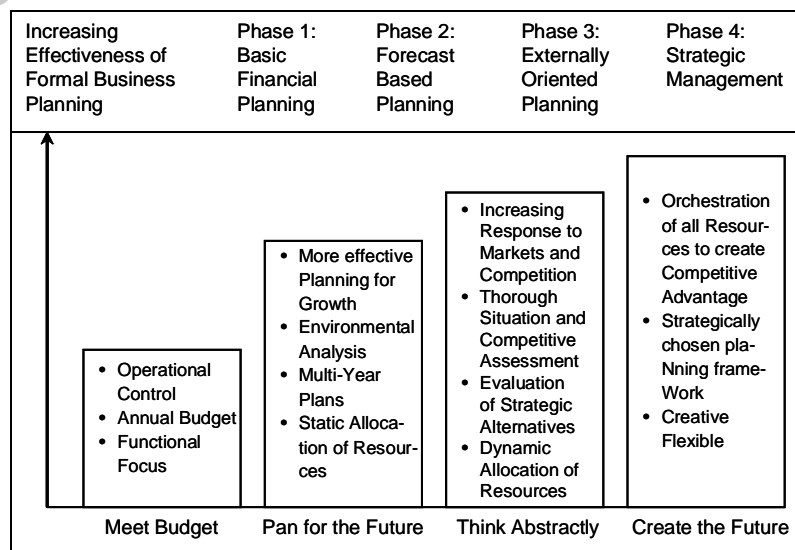 Increasing
Effectiveness of
Formal Business
Planning
Phase 1:
Basic
Financial
Planning
Phase 2:
Forecast
Based
Planning
Phase 3:
Externally
Oriented
Planning
Phase 4:
Strategic
Management
• Operational
Control
• Annual Budget
• Functional
Focus
• More effective
Planning for
Growth
• Environmental
Analysis
• Multi-Year
Plans
• Static Alloca-
tion of Resour-
ces
• Increasing
Response to
Markets and
Competition
• Thorough
Situation and
Competitive
Assessment
• Evaluation
of Strategic
Alternatives
• Dynamic
Allocation of
Resources
• Orchestration
of all Resour-
ces to create
Competitive
Advantage
• Strategically
chosen pla-
Nning frame-
Work
• Creative
Flexible
Meet Budget
Pan for the Future
Think Abstractly
Create the Future